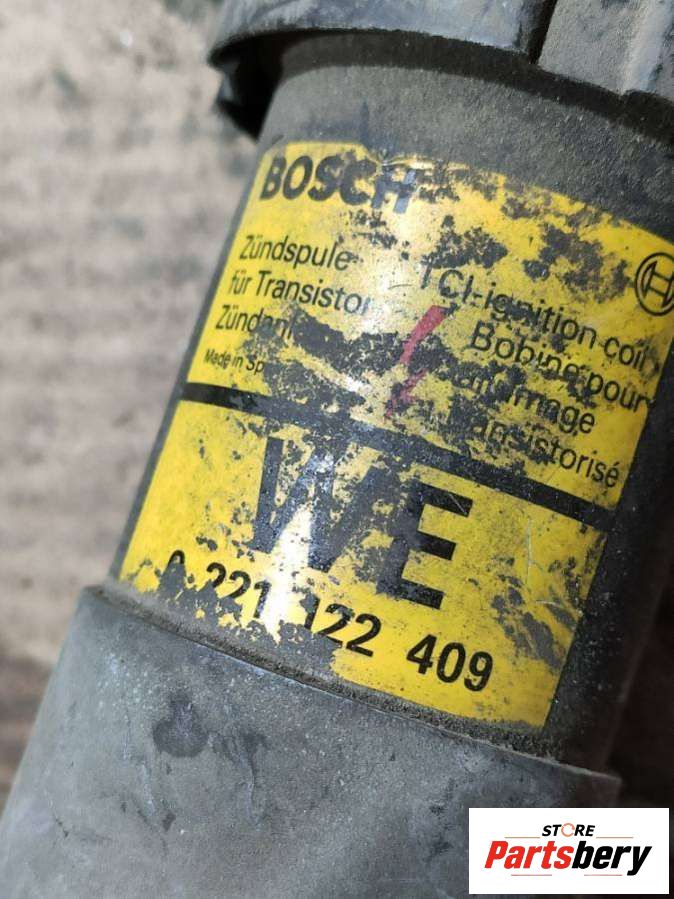 BOSCH
Zündspule
für Transistor
Made in
TCI-ignition coil
Bobine pour
transistorisé
WE
0 221 122 409
STORE
Partsbery